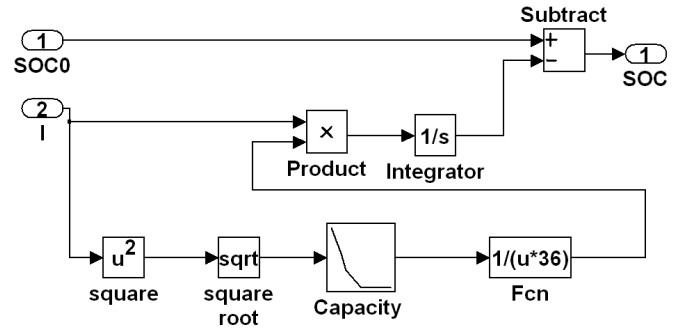 Subtract
1
SOC0
+
−
1
SOC
2
I
×
Product
1/s
Integrator
u²
square
sqrt
square
root
Capacity
1/(u*36)
Fcn